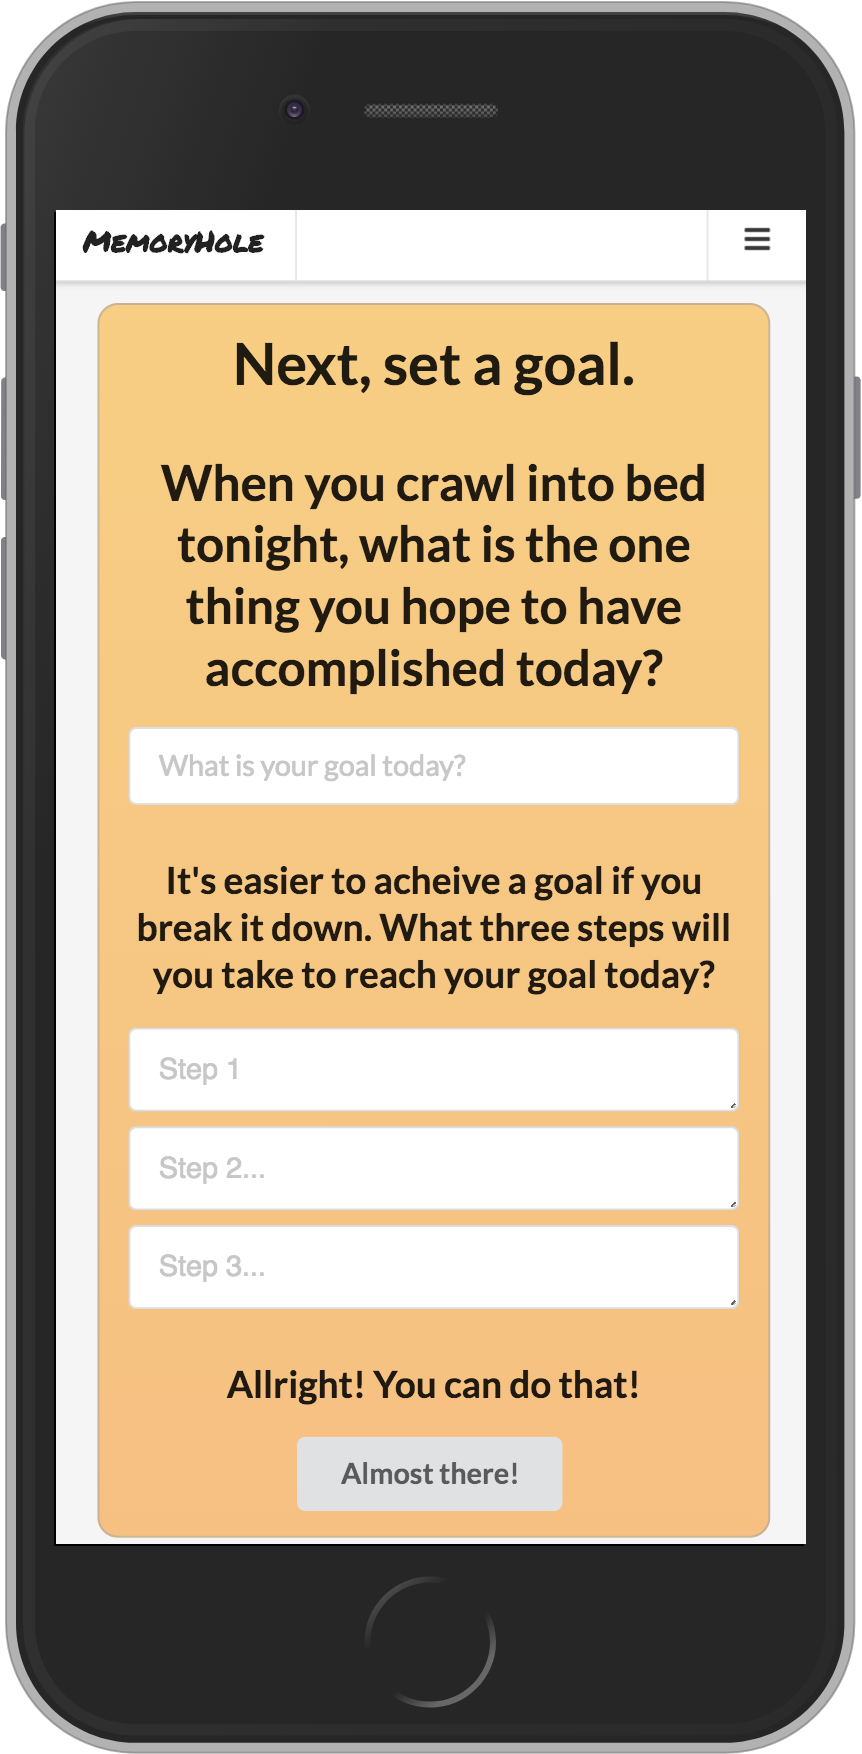 MemoryHole
Next, set a goal.
When you crawl into bed
tonight, what is the one
thing you hope to have
accomplished today?
What is your goal today?
It's easier to acheive a goal if you
break it down. What three steps will
you take to reach your goal today?
Step 1
Step 2...
Step 3...
Allright! You can do that!
Almost there!